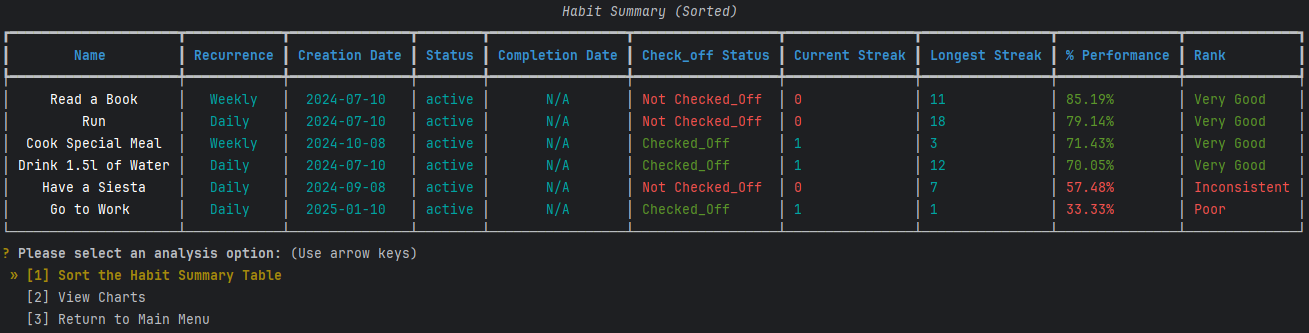 Habit Summary (Sorted)
Name Recurrence Creation Date Status Completion Date Check_off Status Current Streak Longest Streak % Performance Rank
Read a Book Weekly 2024-07-10 active N/A Not Checked_Off 0 11 85.19% Very Good
Run Daily 2024-07-10 active N/A Not Checked_Off 0 18 79.14% Very Good
Cook Special Meal Weekly 2024-10-08 active N/A Checked_Off 1 3 71.43% Very Good
Drink 1.5l of Water Daily 2024-07-10 active N/A Checked_Off 1 12 70.05% Very Good
Have a Siesta Daily 2024-09-08 active N/A Not Checked_Off 0 7 57.48% Inconsistent
Go to Work Daily 2025-01-10 active N/A Checked_Off 1 1 33.33% Poor
? Please select an analysis option: (Use arrow keys)
» [1] Sort the Habit Summary Table
[2] View Charts
[3] Return to Main Menu